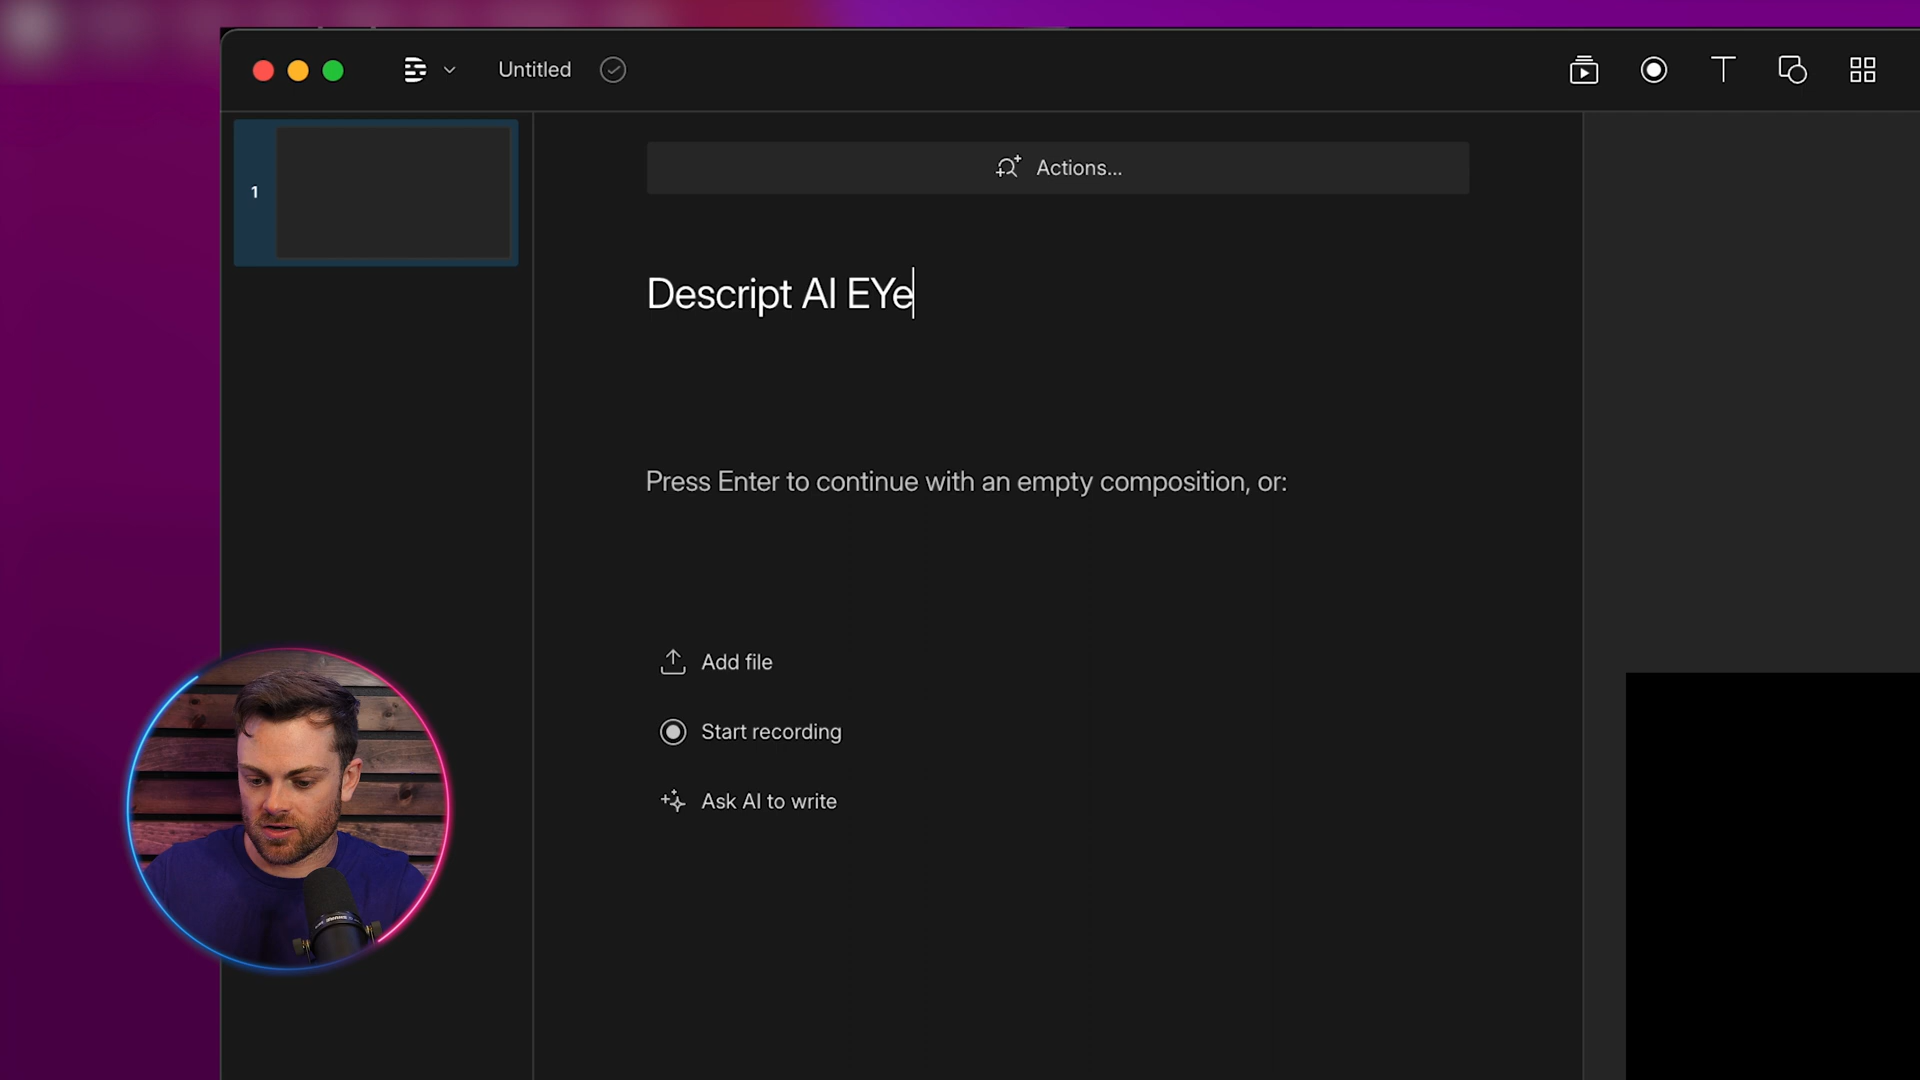 Untitled
1
Actions...
Descript AI EYe
Press Enter to continue with an empty composition, or:
Add file
Start recording
Ask AI to write